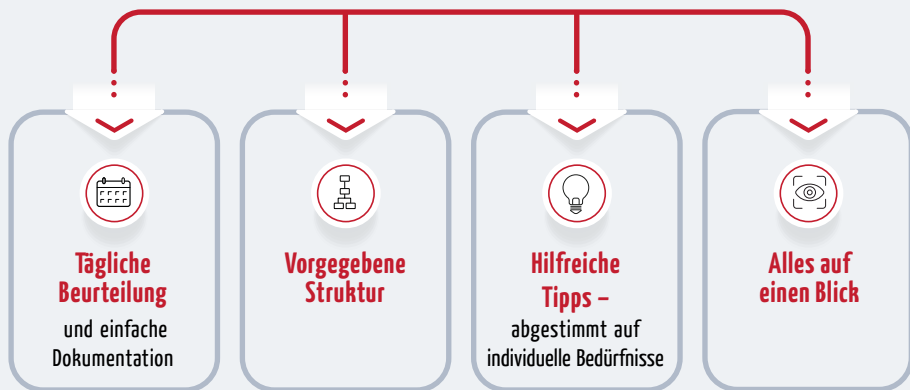 Tägliche
Beurteilung
und einfache
Dokumentation
Vorgegebene
Struktur
Hilfreiche
Tipps –
abgestimmt auf
individuelle Bedürfnisse
Alles auf
einen Blick